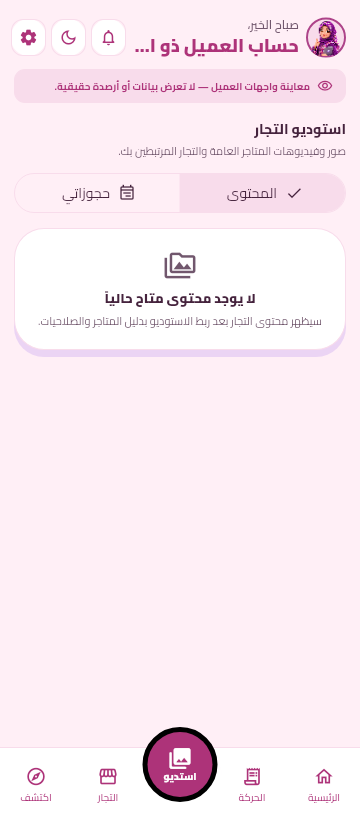 صباح الخير،
حساب العميل ذو ا...
معاينة واجهات العميل — لا تعرض بيانات أو أرصدة حقيقية.
استوديو التجار
صور وفيديوهات المتاجر العامة والتجار المرتبطين بك.
المحتوى
حجوزاتي
لا يوجد محتوى متاح حالياً
سيظهر محتوى التجار بعد ربط الاستوديو بدليل المتاجر والصلاحيات.
الرئيسية
الحركة
استديو
التجار
اكتشف